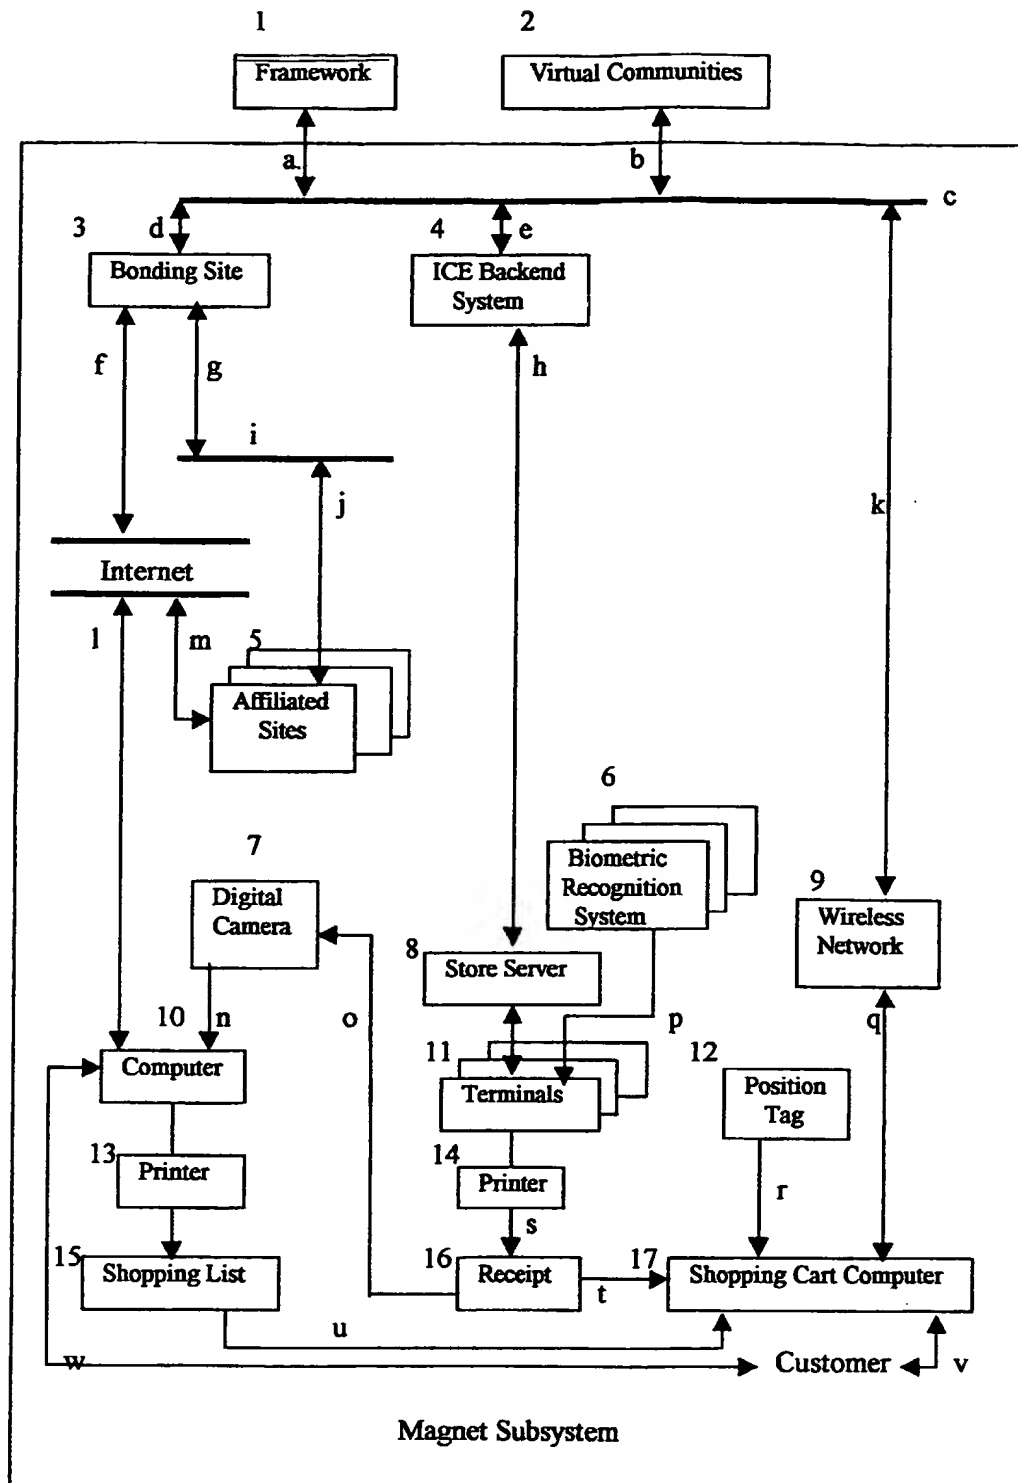 1
2
Framework
Virtual Communities
a
b
c
3
d
4
e
Bonding Site
ICE Backend
System
f
g
h
i
j
k
Internet
l
m
5
Affiliated
Sites
6
7
Biometric
Recognition
System
9
Digital
Camera
Wireless
Network
8
Store Server
10
n
o
p
q
11
12
Computer
Terminals
Position
Tag
13
14
Printer
Printer
r
s
15
16
17
Shopping List
Receipt
Shopping Cart Computer
t
u
w
Customer
v
Magnet Subsystem